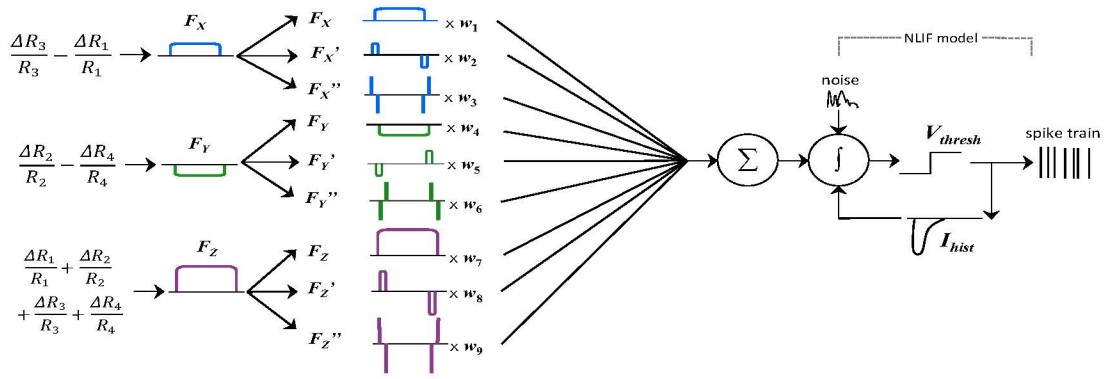 NLIF model
noise
V_thresh
spike train
Σ
∫
I_hist
ΔR₃/R₃ − ΔR₁/R₁
F_X
F_X
× w₁
F_X'
× w₂
F_X''
× w₃
ΔR₂/R₂ − ΔR₄/R₄
F_Y
F_Y
× w₄
F_Y'
× w₅
F_Y''
× w₆
ΔR₁/R₁ + ΔR₂/R₂
+ ΔR₃/R₃ + ΔR₄/R₄
F_Z
F_Z
× w₇
F_Z'
× w₈
F_Z''
× w₉